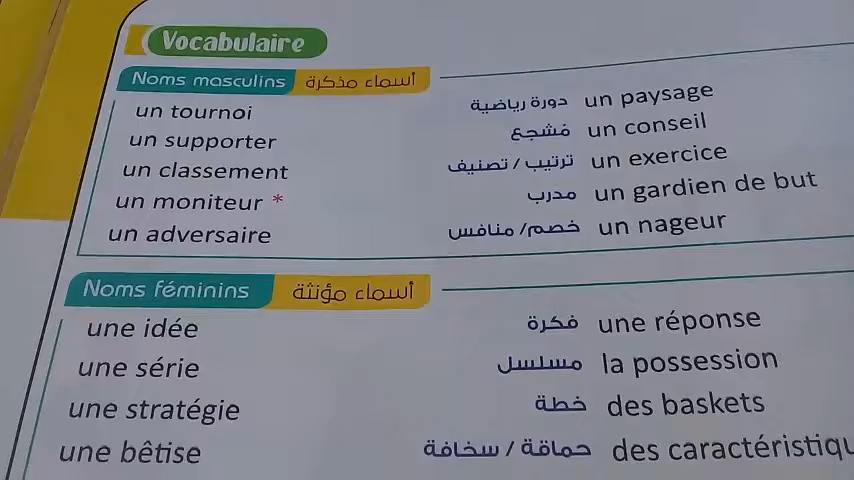 Vocabulaire
Noms masculins أسماء مذكرة
un tournoi دورة رياضية un paysage
un supporter مُشجع un conseil
un classement ترتيب / تصنيف un exercice
un moniteur * مدرب un gardien de but
un adversaire خصم/ منافس un nageur
Noms féminins أسماء مؤنثة
une idée فكرة une réponse
une série مسلسل la possession
une stratégie خطة des baskets
une bêtise حماقة / سخافة des